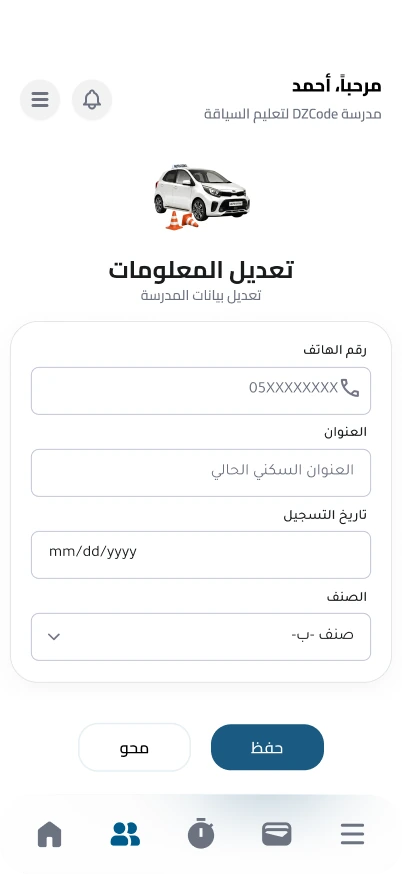 مرحباً، أحمد
مدرسة DZCode لتعليم السياقة
تعديل المعلومات
تعديل بيانات المدرسة
رقم الهاتف
05XXXXXXXX
العنوان
العنوان السكني الحالي
تاريخ التسجيل
mm/dd/yyyy
الصنف
صنف -ب-
حفظ
محو